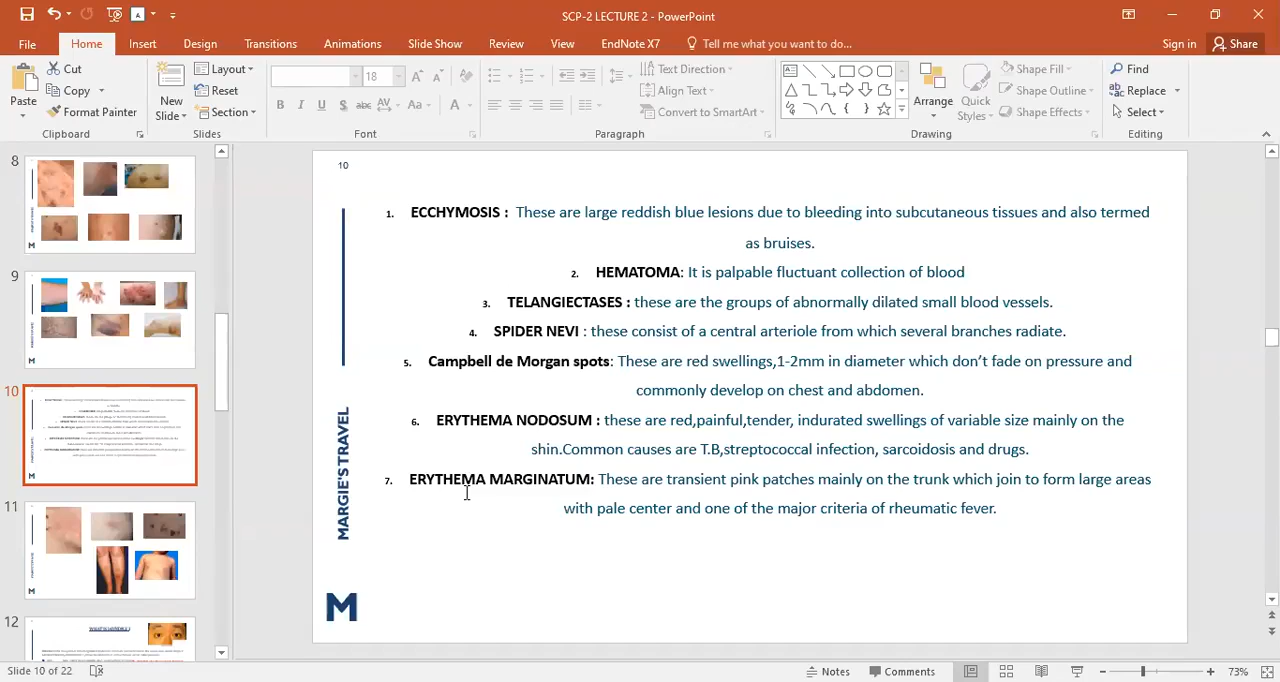 SCP-2 LECTURE 2 - PowerPoint
File Home Insert Design Transitions Animations Slide Show Review View EndNote X7 Tell me what you want to do... Sign in Share
Paste
Cut
Copy
Format Painter
Clipboard
New Slide
Layout
Reset
Section
Slides
18
B I U S abc AV Aa A
Font
Text Direction
Align Text
Convert to SmartArt
Paragraph
Arrange
Quick Styles
Shape Fill
Shape Outline
Shape Effects
Drawing
Find
Replace
Select
Editing
8
9
10
11
12
10
1. ECCHYMOSIS : These are large reddish blue lesions due to bleeding into subcutaneous tissues and also termed
as bruises.
2. HEMATOMA: It is palpable fluctuant collection of blood
3. TELANGIECTASES : these are the groups of abnormally dilated small blood vessels.
4. SPIDER NEVI : these consist of a central arteriole from which several branches radiate.
5. Campbell de Morgan spots: These are red swellings,1-2mm in diameter which don’t fade on pressure and
commonly develop on chest and abdomen.
6. ERYTHEMA NODOSUM : these are red,painful,tender, indurated swellings of variable size mainly on the
shin.Common causes are T.B,streptococcal infection, sarcoidosis and drugs.
7. ERYTHEMA MARGINATUM: These are transient pink patches mainly on the trunk which join to form large areas
with pale center and one of the major criteria of rheumatic fever.
MARGIE'S TRAVEL
M
Slide 10 of 22
Notes Comments 73%